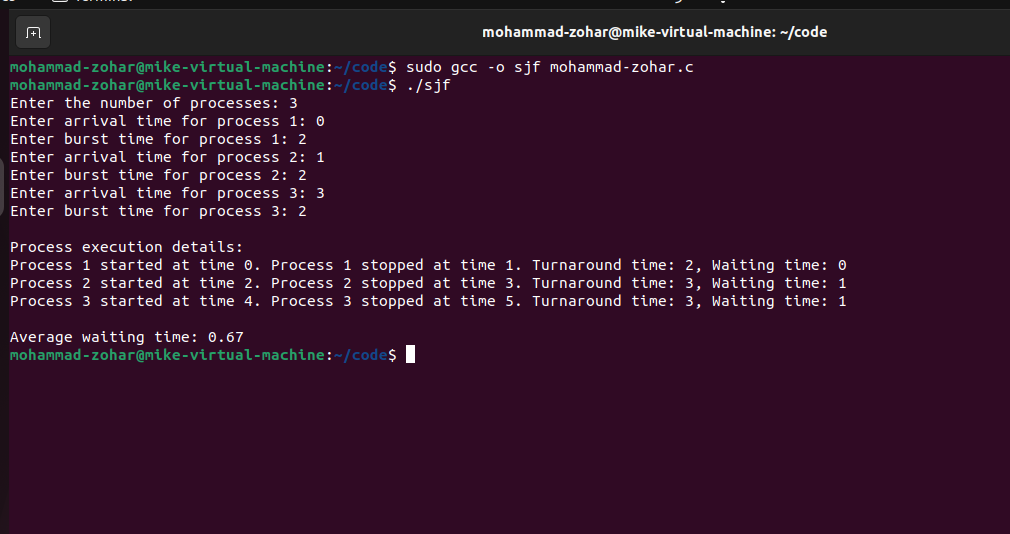 mohammad-zohar@mike-virtual-machine: ~/code
mohammad-zohar@mike-virtual-machine:~/code$ sudo gcc -o sjf mohammad-zohar.c
mohammad-zohar@mike-virtual-machine:~/code$ ./sjf
Enter the number of processes: 3
Enter arrival time for process 1: 0
Enter burst time for process 1: 2
Enter arrival time for process 2: 1
Enter burst time for process 2: 2
Enter arrival time for process 3: 3
Enter burst time for process 3: 2
Process execution details:
Process 1 started at time 0. Process 1 stopped at time 1. Turnaround time: 2, Waiting time: 0
Process 2 started at time 2. Process 2 stopped at time 3. Turnaround time: 3, Waiting time: 1
Process 3 started at time 4. Process 3 stopped at time 5. Turnaround time: 3, Waiting time: 1
Average waiting time: 0.67
mohammad-zohar@mike-virtual-machine:~/code$